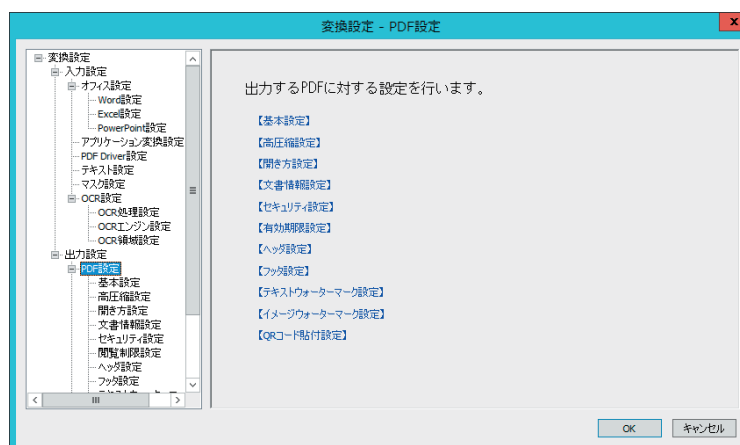 変換設定 - PDF設定
x
変換設定
入力設定
オフィス設定
Word設定
Excel設定
PowerPoint設定
アプリケーション変換設定
PDF Driver設定
テキスト設定
マスク設定
OCR設定
OCR処理設定
OCRエンジン設定
OCR領域設定
出力設定
PDF設定
基本設定
高圧縮設定
開き方設定
文書情報設定
セキュリティ設定
閲覧制限設定
ヘッダ設定
フッタ設定
出力するPDFに対する設定を行います。
【基本設定】
【高圧縮設定】
【開き方設定】
【文書情報設定】
【セキュリティ設定】
【有効期限設定】
【ヘッダ設定】
【フッタ設定】
【テキストウォーターマーク設定】
【イメージウォーターマーク設定】
【QRコード貼付設定】
OK
キャンセル